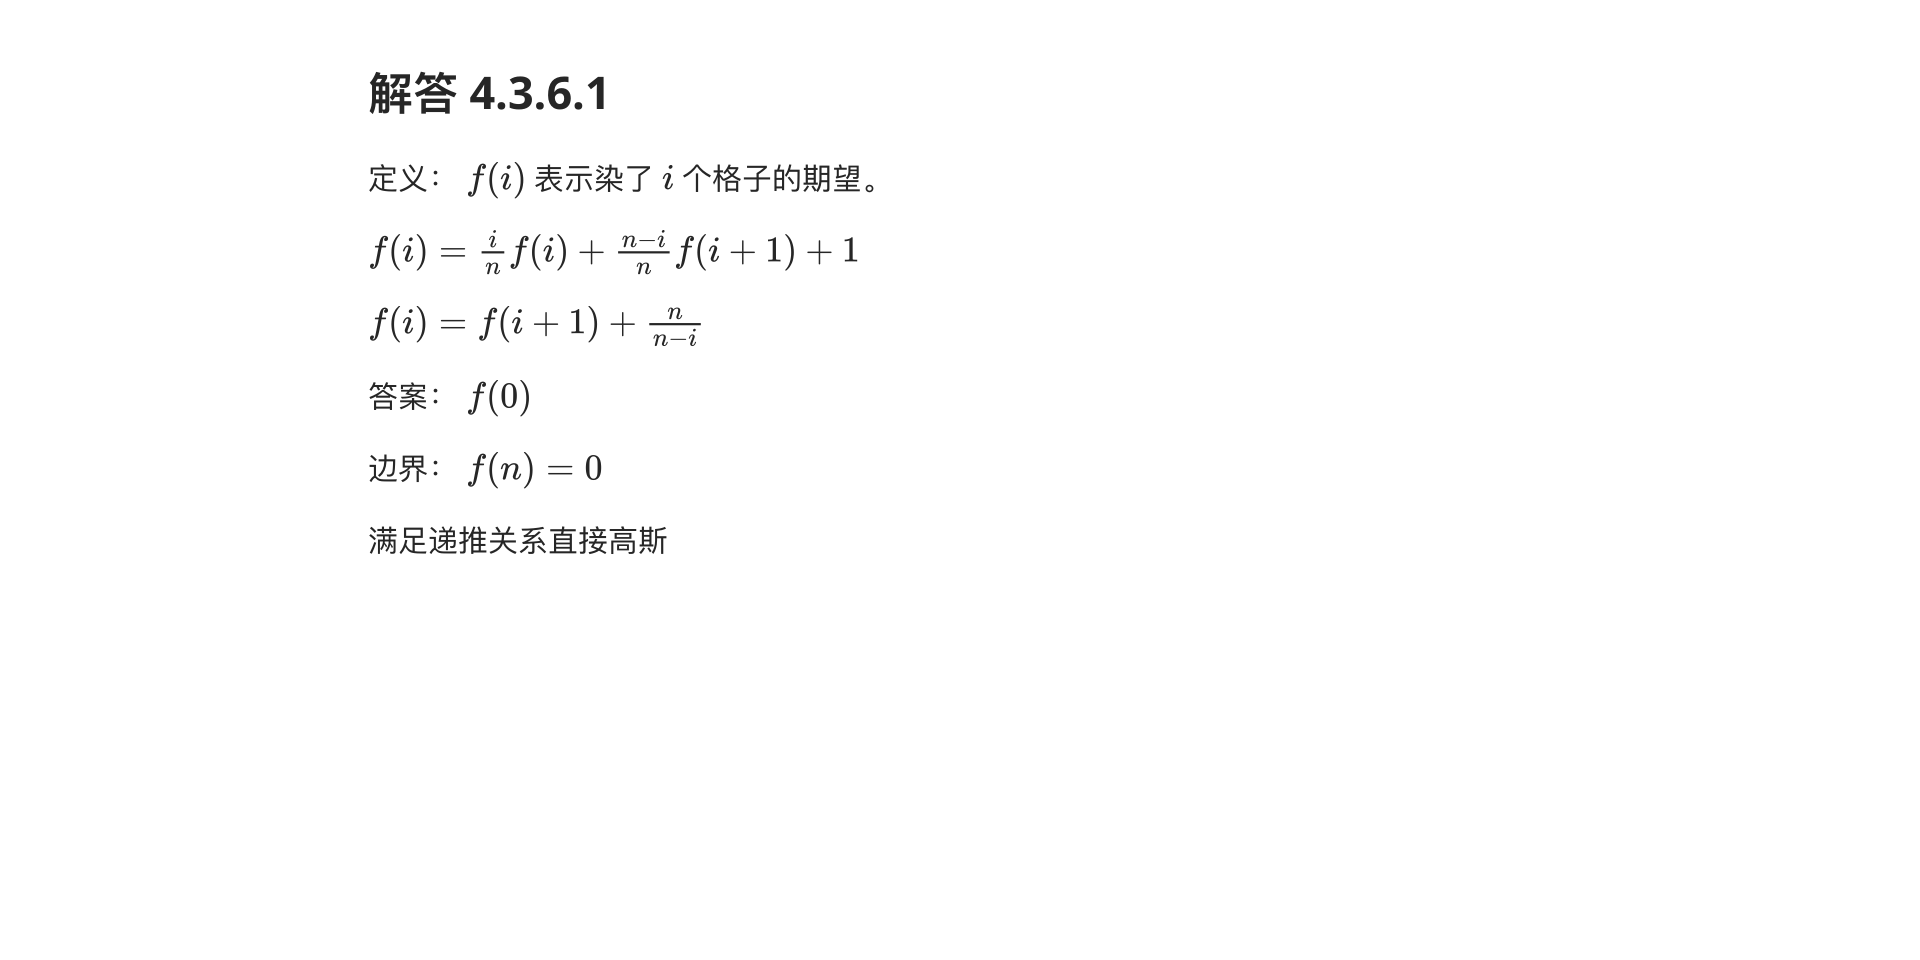 解答 4.3.6.1
定义： f(i) 表示染了 i 个格子的期望。
f(i) = \frac{i}{n} f(i) + \frac{n-i}{n} f(i + 1) + 1
f(i) = f(i + 1) + \frac{n}{n-i}
答案： f(0)
边界： f(n) = 0
满足递推关系直接高斯